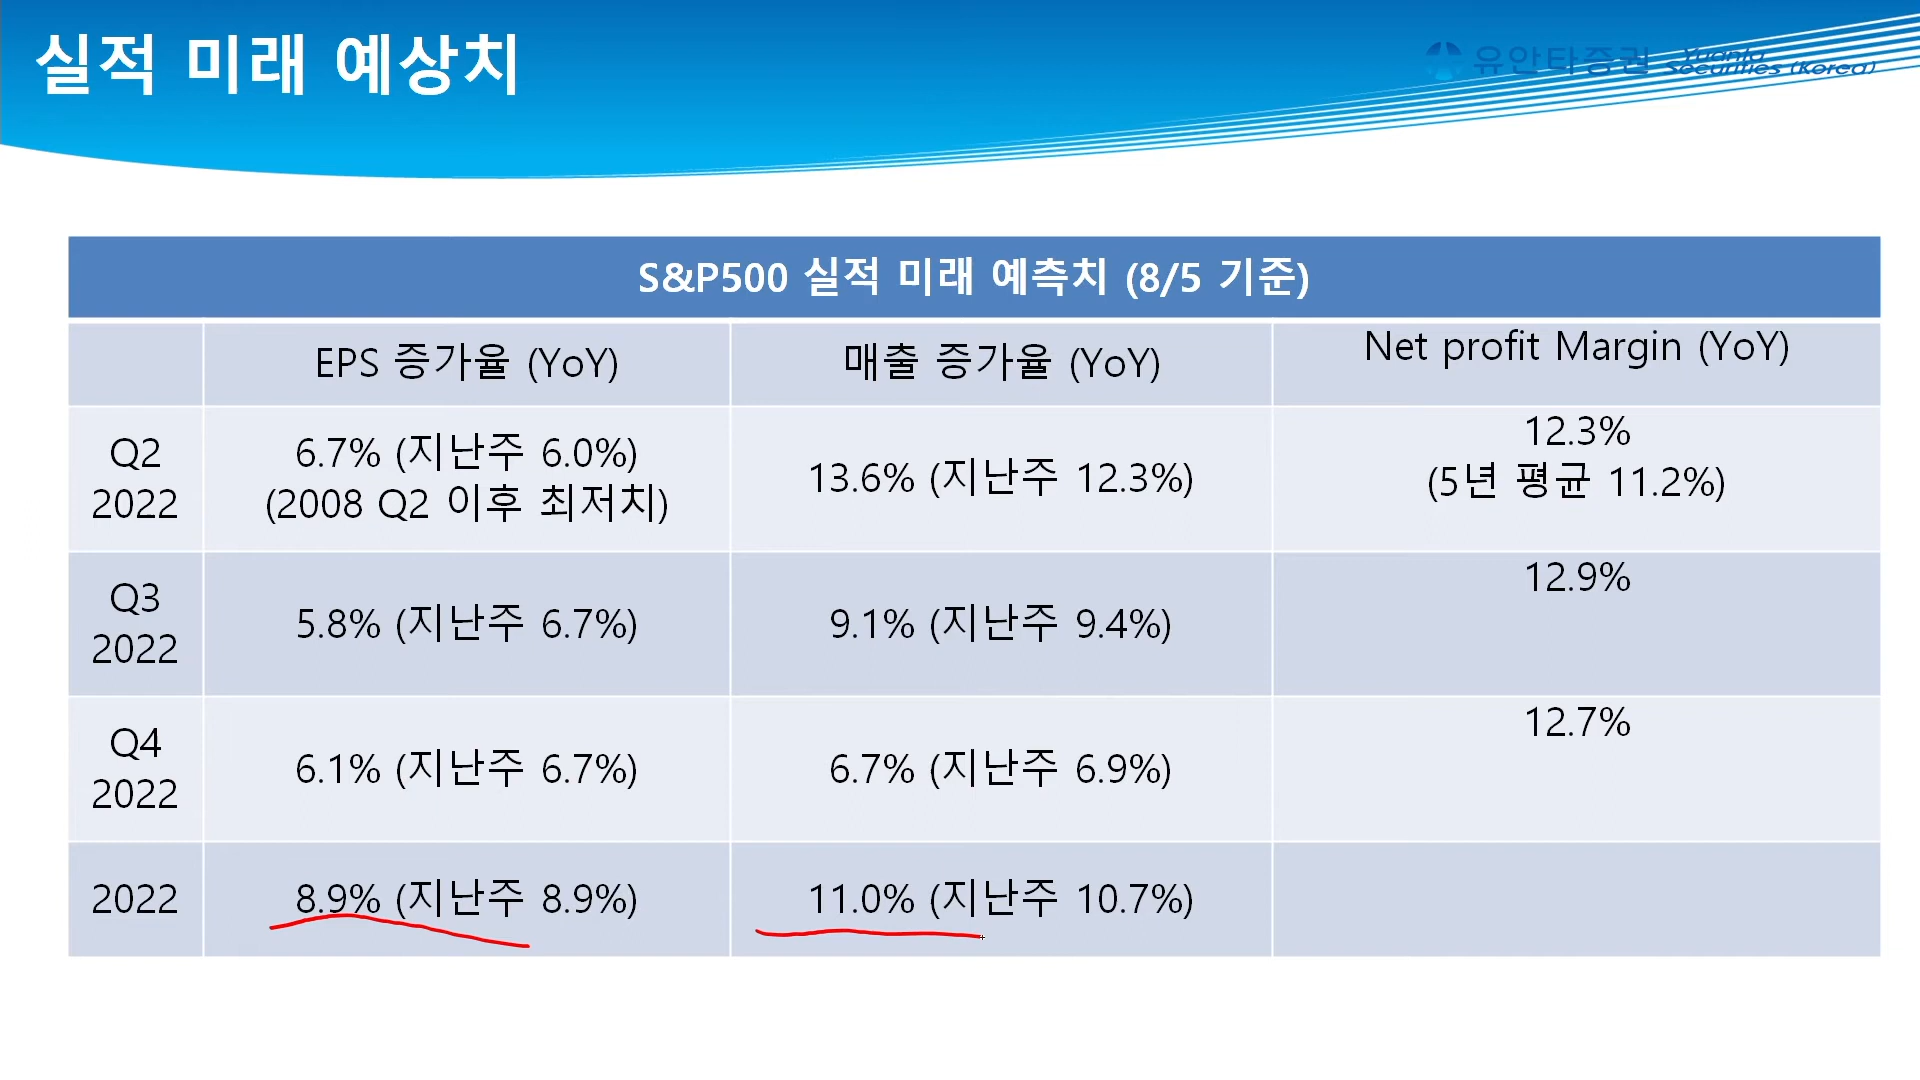 실적 미래 예상치
유안타증권 Yuanta Securities (Korea)
S&P500 실적 미래 예측치 (8/5 기준)
EPS 증가율 (YoY)
매출 증가율 (YoY)
Net profit Margin (YoY)
Q2
2022
6.7% (지난주 6.0%)
(2008 Q2 이후 최저치)
13.6% (지난주 12.3%)
12.3%
(5년 평균 11.2%)
Q3
2022
5.8% (지난주 6.7%)
9.1% (지난주 9.4%)
12.9%
Q4
2022
6.1% (지난주 6.7%)
6.7% (지난주 6.9%)
12.7%
2022
8.9% (지난주 8.9%)
11.0% (지난주 10.7%)